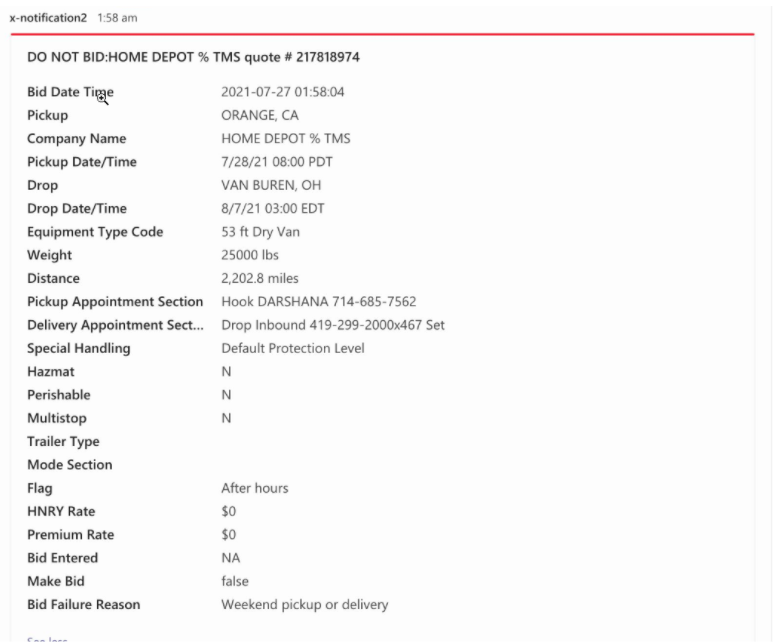 x-notification2 1:58 am
DO NOT BID:HOME DEPOT % TMS quote # 217818974
Bid Date Time 2021-07-27 01:58:04
Pickup ORANGE, CA
Company Name HOME DEPOT % TMS
Pickup Date/Time 7/28/21 08:00 PDT
Drop VAN BUREN, OH
Drop Date/Time 8/7/21 03:00 EDT
Equipment Type Code 53 ft Dry Van
Weight 25000 lbs
Distance 2,202.8 miles
Pickup Appointment Section Hook DARSHANA 714-685-7562
Delivery Appointment Sect... Drop Inbound 419-299-2000x467 Set
Special Handling Default Protection Level
Hazmat N
Perishable N
Multistop N
Trailer Type
Mode Section
Flag After hours
HNRY Rate $0
Premium Rate $0
Bid Entered NA
Make Bid false
Bid Failure Reason Weekend pickup or delivery
See less